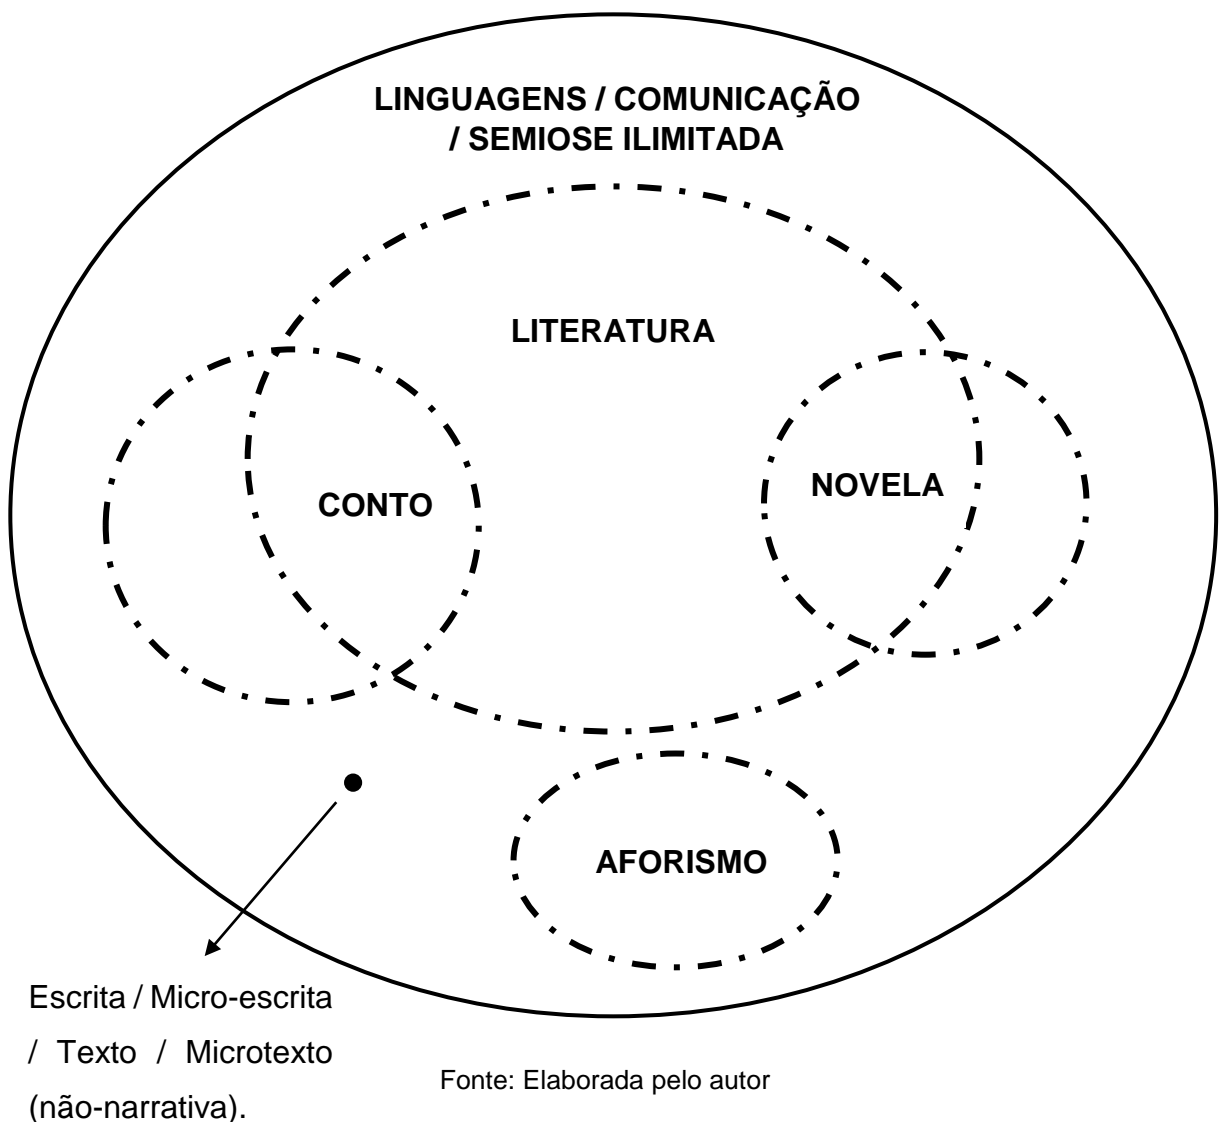 LINGUAGENS / COMUNICAÇÃO
/ SEMIOSE ILIMITADA
LITERATURA
CONTO
NOVELA
AFORISMO
Escrita / Micro-escrita
/ Texto / Microtexto
(não-narrativa).
Fonte: Elaborada pelo autor